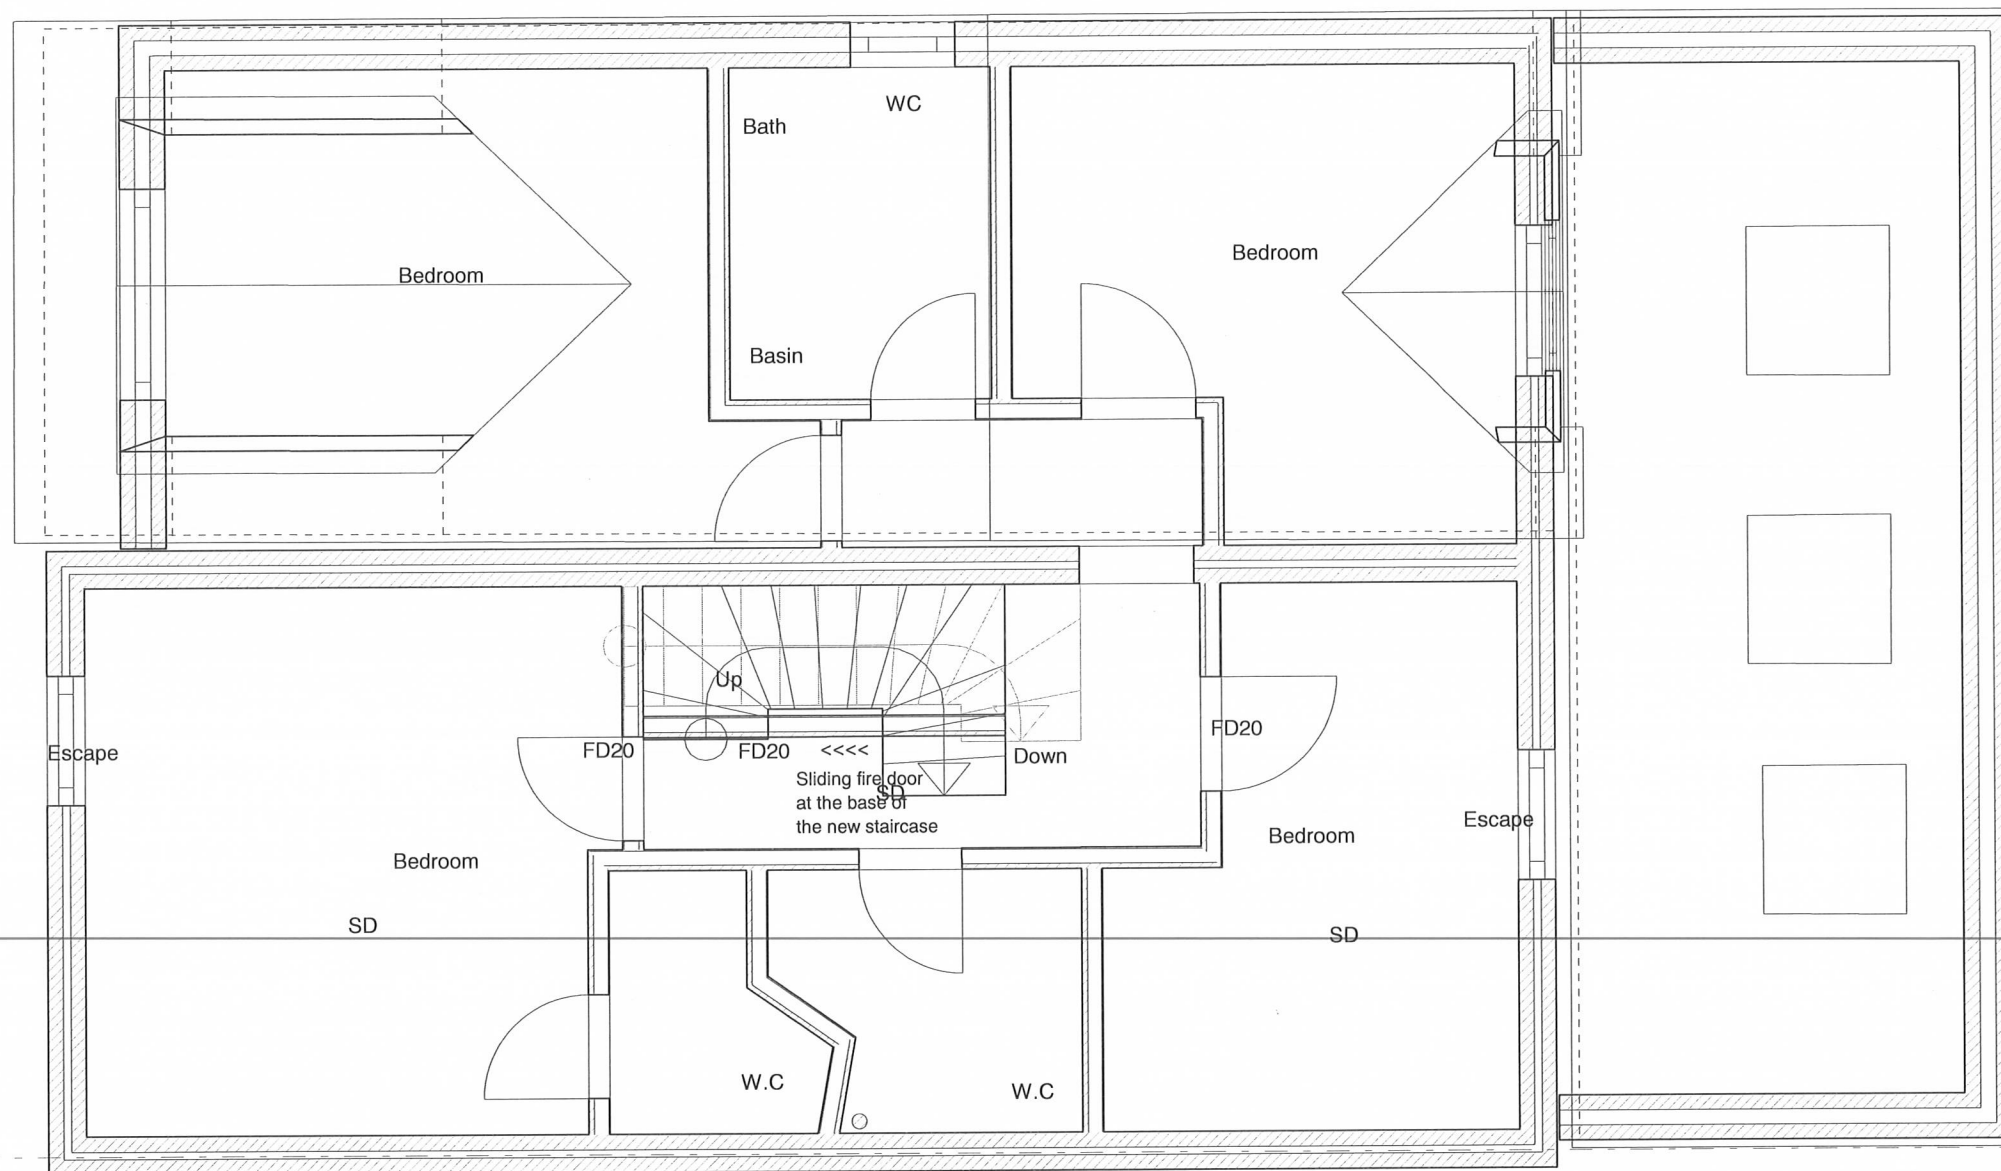 WC
Bath
Bedroom
Bedroom
Basin
Up
FD20
FD20
FD20
<<<<
Down
Escape
Sliding fire door
SD
at the base of
the new staircase
Escape
Bedroom
Bedroom
SD
SD
W.C
W.C